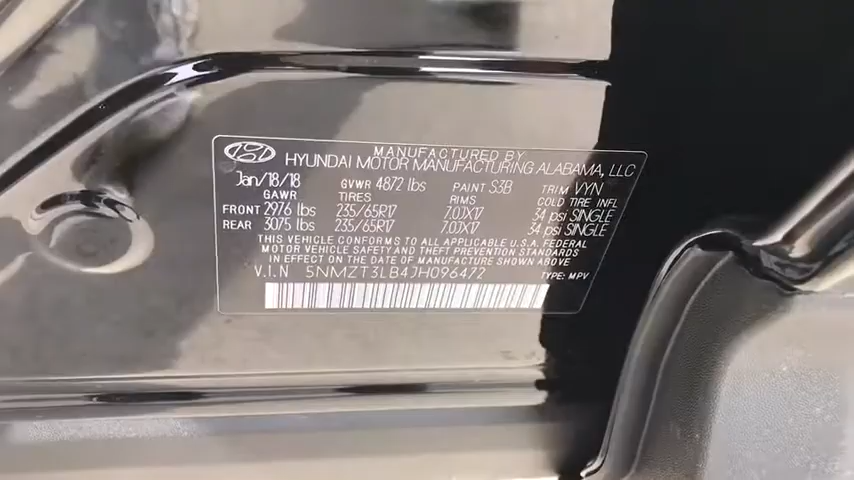 MANUFACTURED BY
HYUNDAI MOTOR MANUFACTURING ALABAMA, LLC
Jan/18/18 GVWR 4872 lbs PAINT S3B TRIM VYN
GAWR TIRES RIMS COLD TIRE INFL
FRONT 2976 lbs 235/65R17 7.0JX17 34 psi SINGLE
REAR 3075 lbs 235/65R17 7.0JX17 34 psi SINGLE
THIS VEHICLE CONFORMS TO ALL APPLICABLE U.S.A. FEDERAL
MOTOR VEHICLE SAFETY AND THEFT PREVENTION STANDARDS
IN EFFECT ON THE DATE OF MANUFACTURE SHOWN ABOVE
V.I.N 5NMZT3LB4JH096472 TYPE: MPV